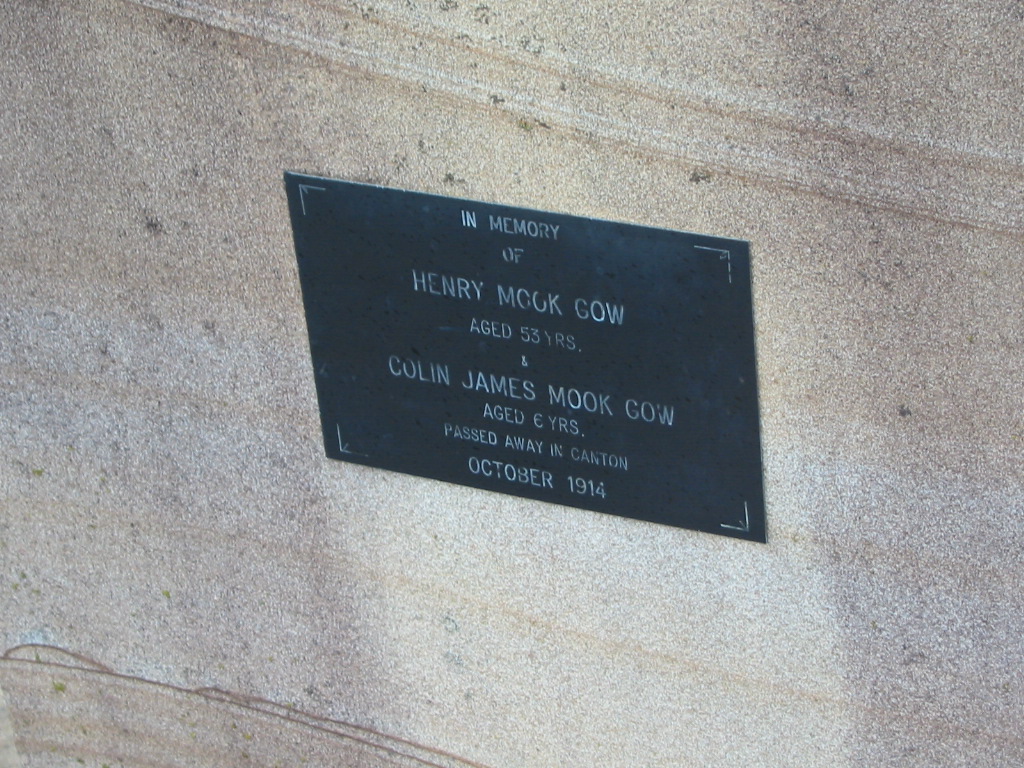 IN MEMORY
OF
HENRY MOOK GOW
AGED 53 YRS.
&
COLIN JAMES MOOK GOW
AGED 6 YRS.
PASSED AWAY IN CANTON
OCTOBER 1914